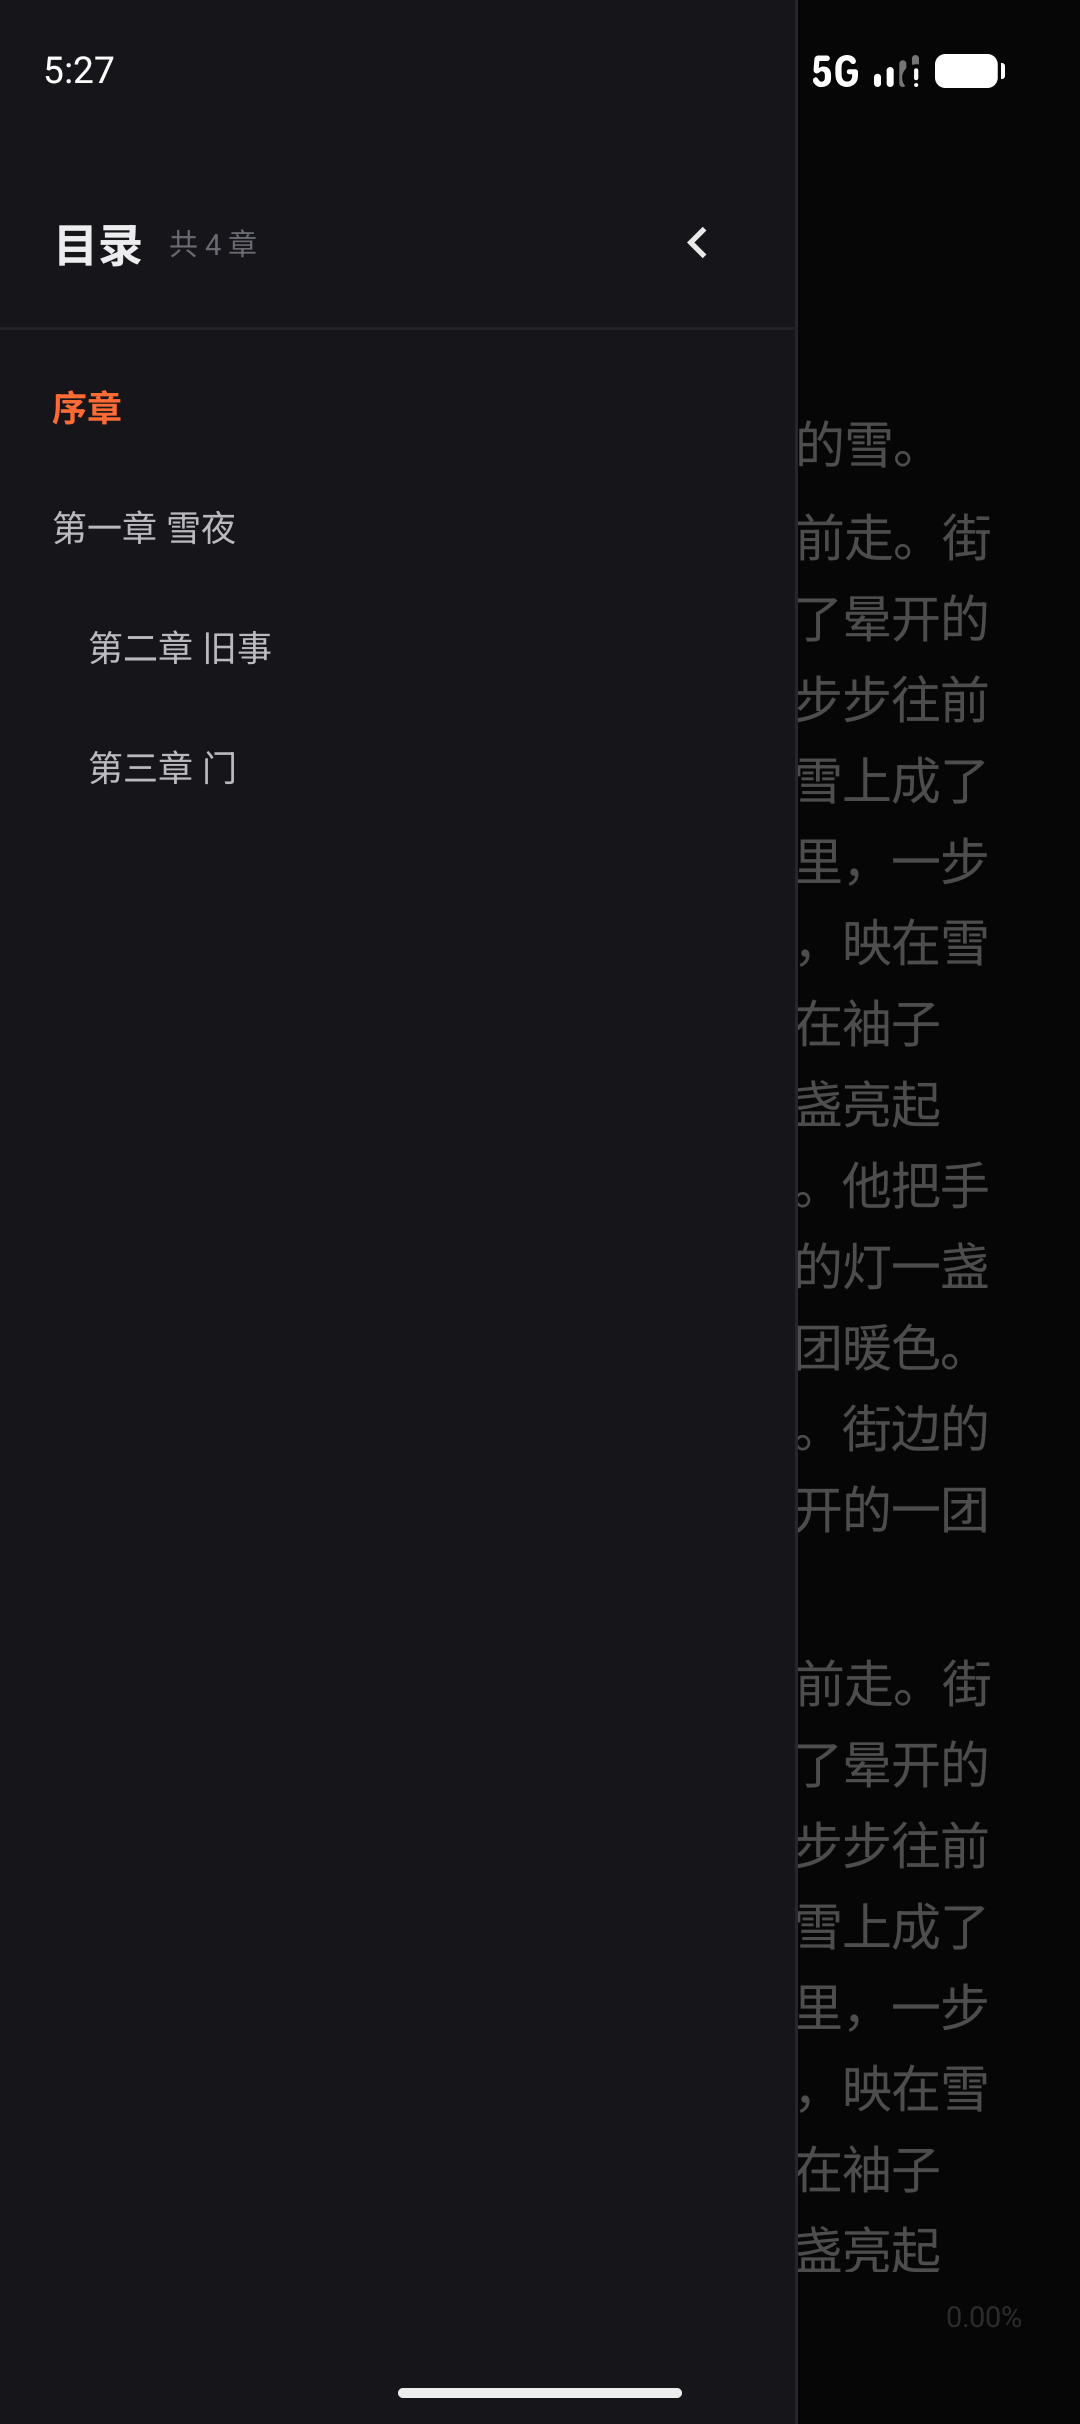 5:27
5G
目录 共 4 章
序章
第一章 雪夜
第二章 旧事
第三章 门
的雪。
前走。街
了晕开的
步步往前
雪上成了
里，一步
，映在雪
在袖子
盏亮起
。他把手
的灯一盏
团暖色。
。街边的
开的一团
前走。街
了晕开的
步步往前
雪上成了
里，一步
，映在雪
在袖子
盏亮起
0.00%